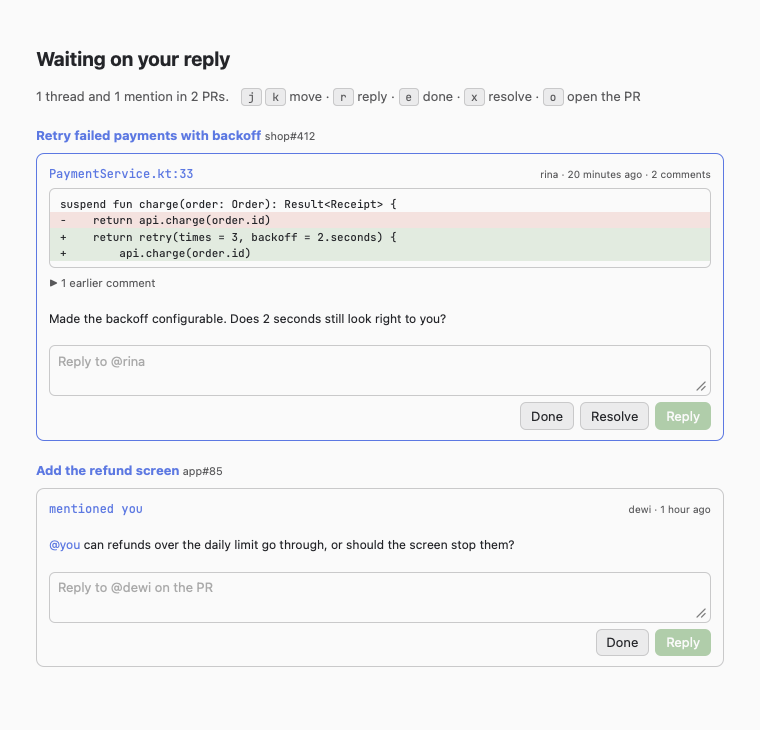 Waiting on your reply
1 thread and 1 mention in 2 PRs. j k move · r reply · e done · x resolve · o open the PR
Retry failed payments with backoff shop#412
PaymentService.kt:33 rina · 20 minutes ago · 2 comments
suspend fun charge(order: Order): Result<Receipt> {
-    return api.charge(order.id)
+    return retry(times = 3, backoff = 2.seconds) {
+        api.charge(order.id)
▶ 1 earlier comment
Made the backoff configurable. Does 2 seconds still look right to you?
Reply to @rina
Done Resolve Reply
Add the refund screen app#85
mentioned you dewi · 1 hour ago
@you can refunds over the daily limit go through, or should the screen stop them?
Reply to @dewi on the PR
Done Reply